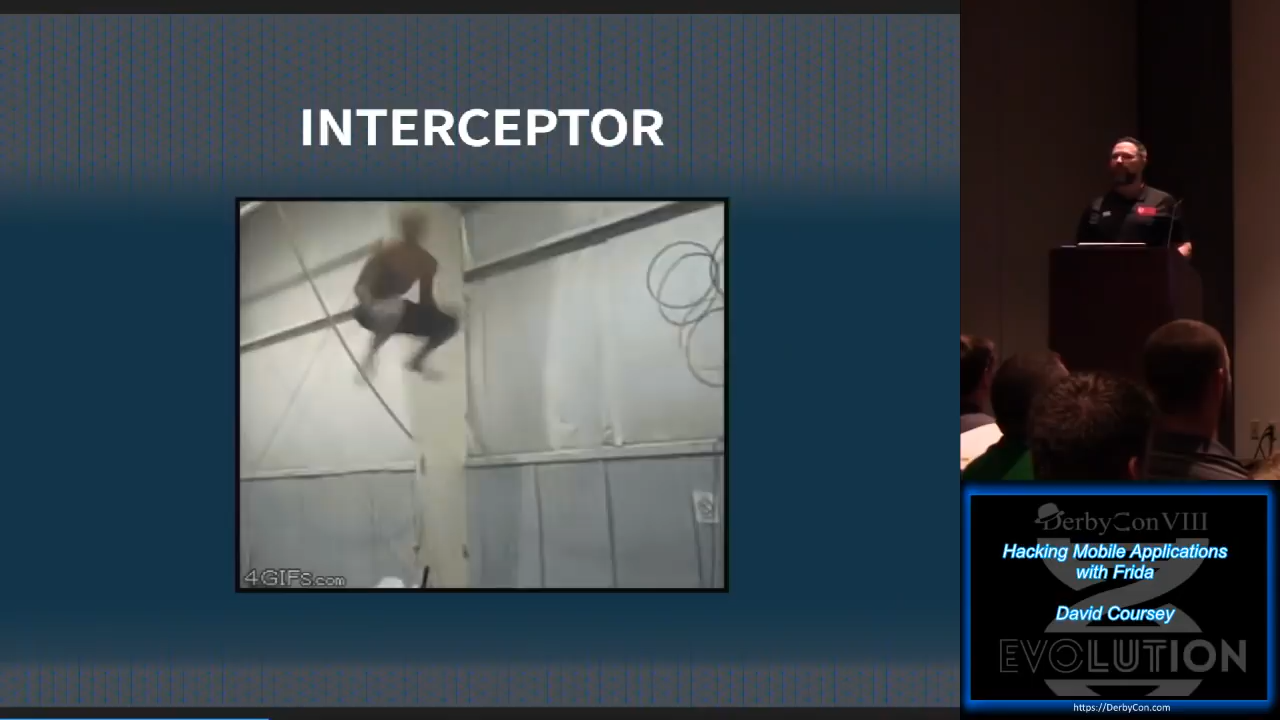 INTERCEPTOR
4GIFs.com
DerbyCon VIII
Hacking Mobile Applications
with Frida
David Coursey
EVOLUTION
https://DerbyCon.com